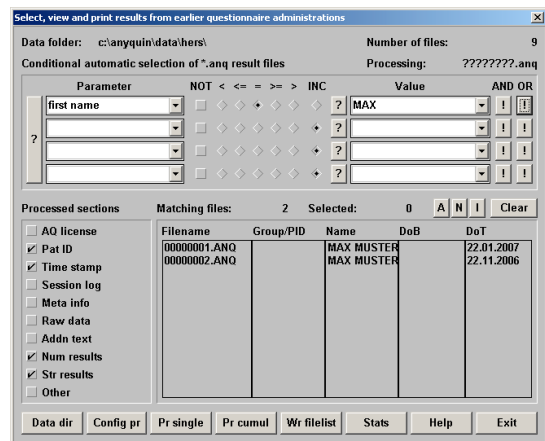 Select, view and print results from earlier questionnaire administrations
Data folder: c:\anyquin\data\hers\ Number of files: 9
Conditional automatic selection of *.anq result files Processing: ????????.anq
Parameter NOT < <= = >= > INC Value AND OR
first name ? MAX ! !
? ! !
?
? ! !
? ! !
Processed sections Matching files: 2 Selected: 0 A N I Clear
AQ license Filename Group/PID Name DoB DoT
Pat ID 00000001.ANQ MAX MUSTER 22.01.2007
Time stamp 00000002.ANQ MAX MUSTER 22.11.2006
Session log
Meta info
Raw data
Addn text
Num results
Str results
Other
Data dir Config pr Pr single Pr cumul Wr filelist Stats Help Exit